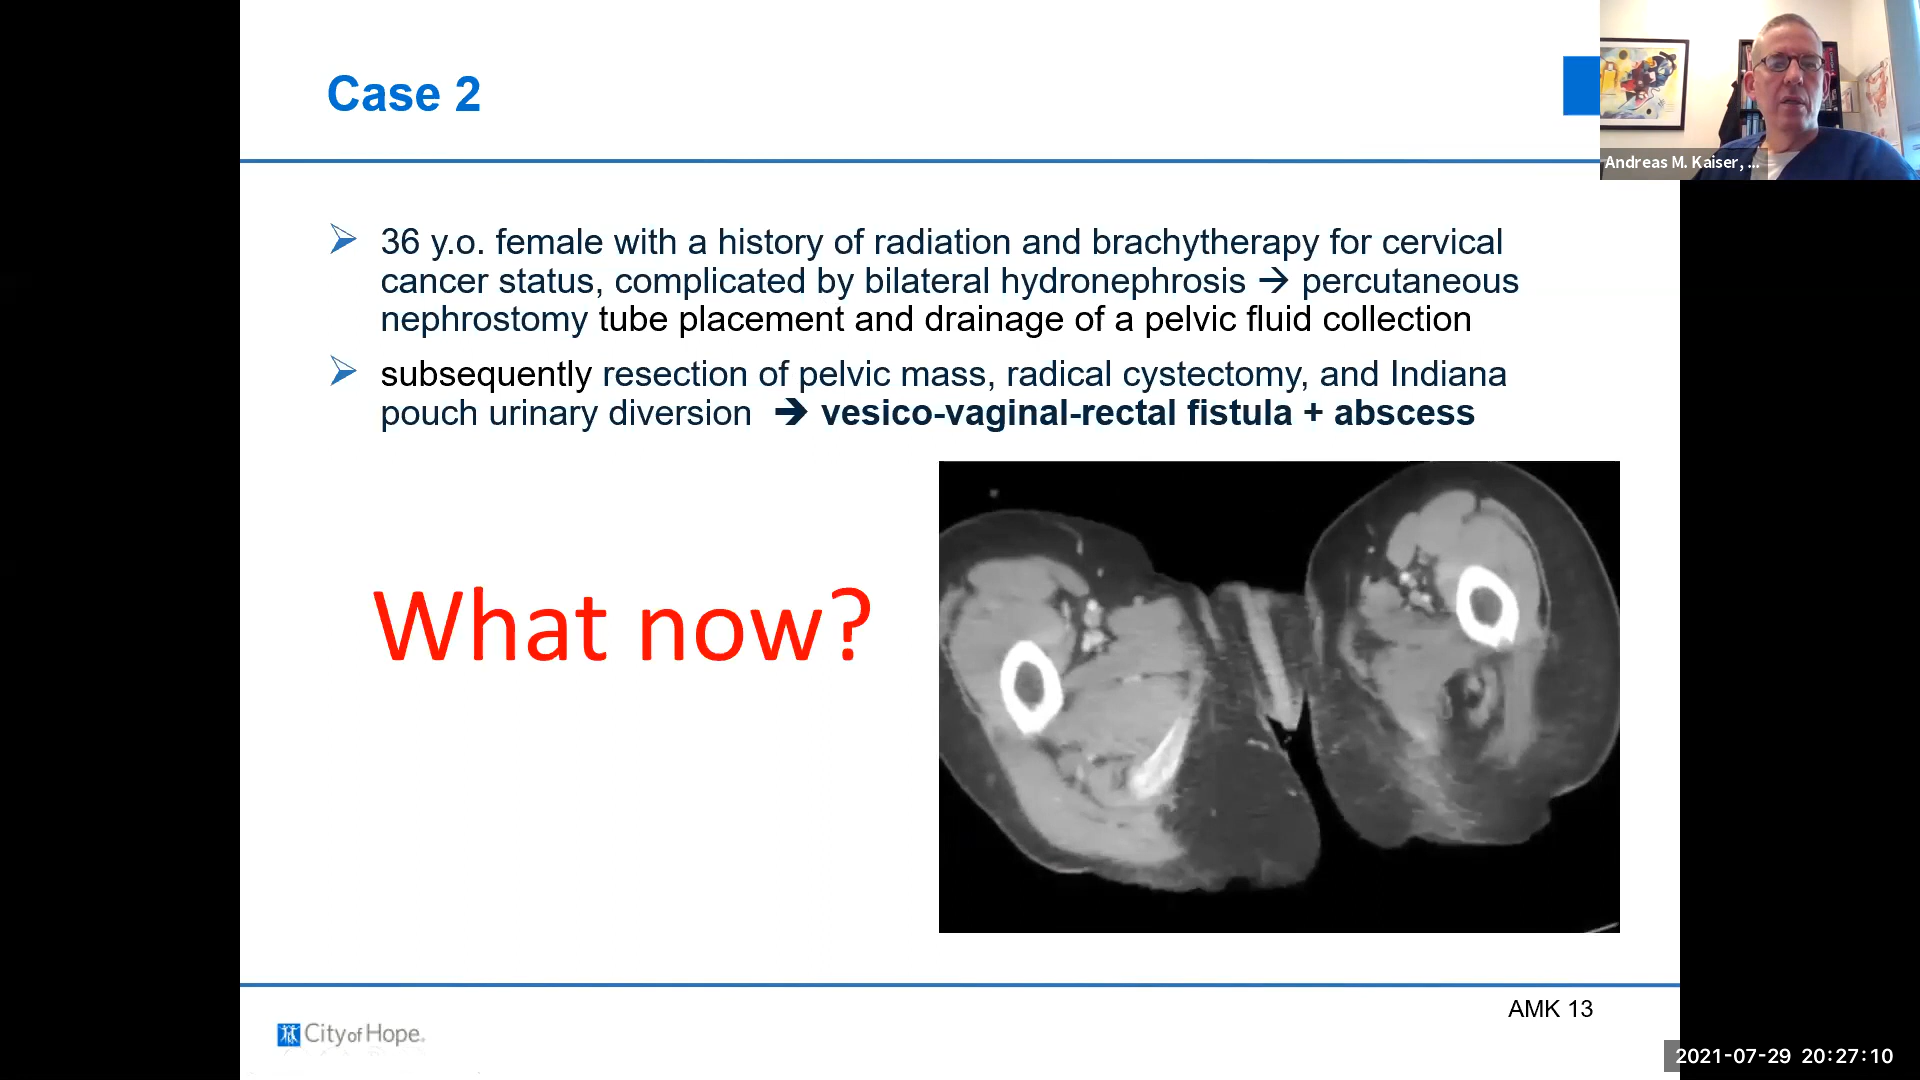 Case 2
Andreas M. Kaiser, ...
➢ 36 y.o. female with a history of radiation and brachytherapy for cervical
cancer status, complicated by bilateral hydronephrosis → percutaneous
nephrostomy tube placement and drainage of a pelvic fluid collection
➢ subsequently resection of pelvic mass, radical cystectomy, and Indiana
pouch urinary diversion ➔ vesico-vaginal-rectal fistula + abscess
What now?
AMK 13
City of Hope®
2021-07-29 20:27:10